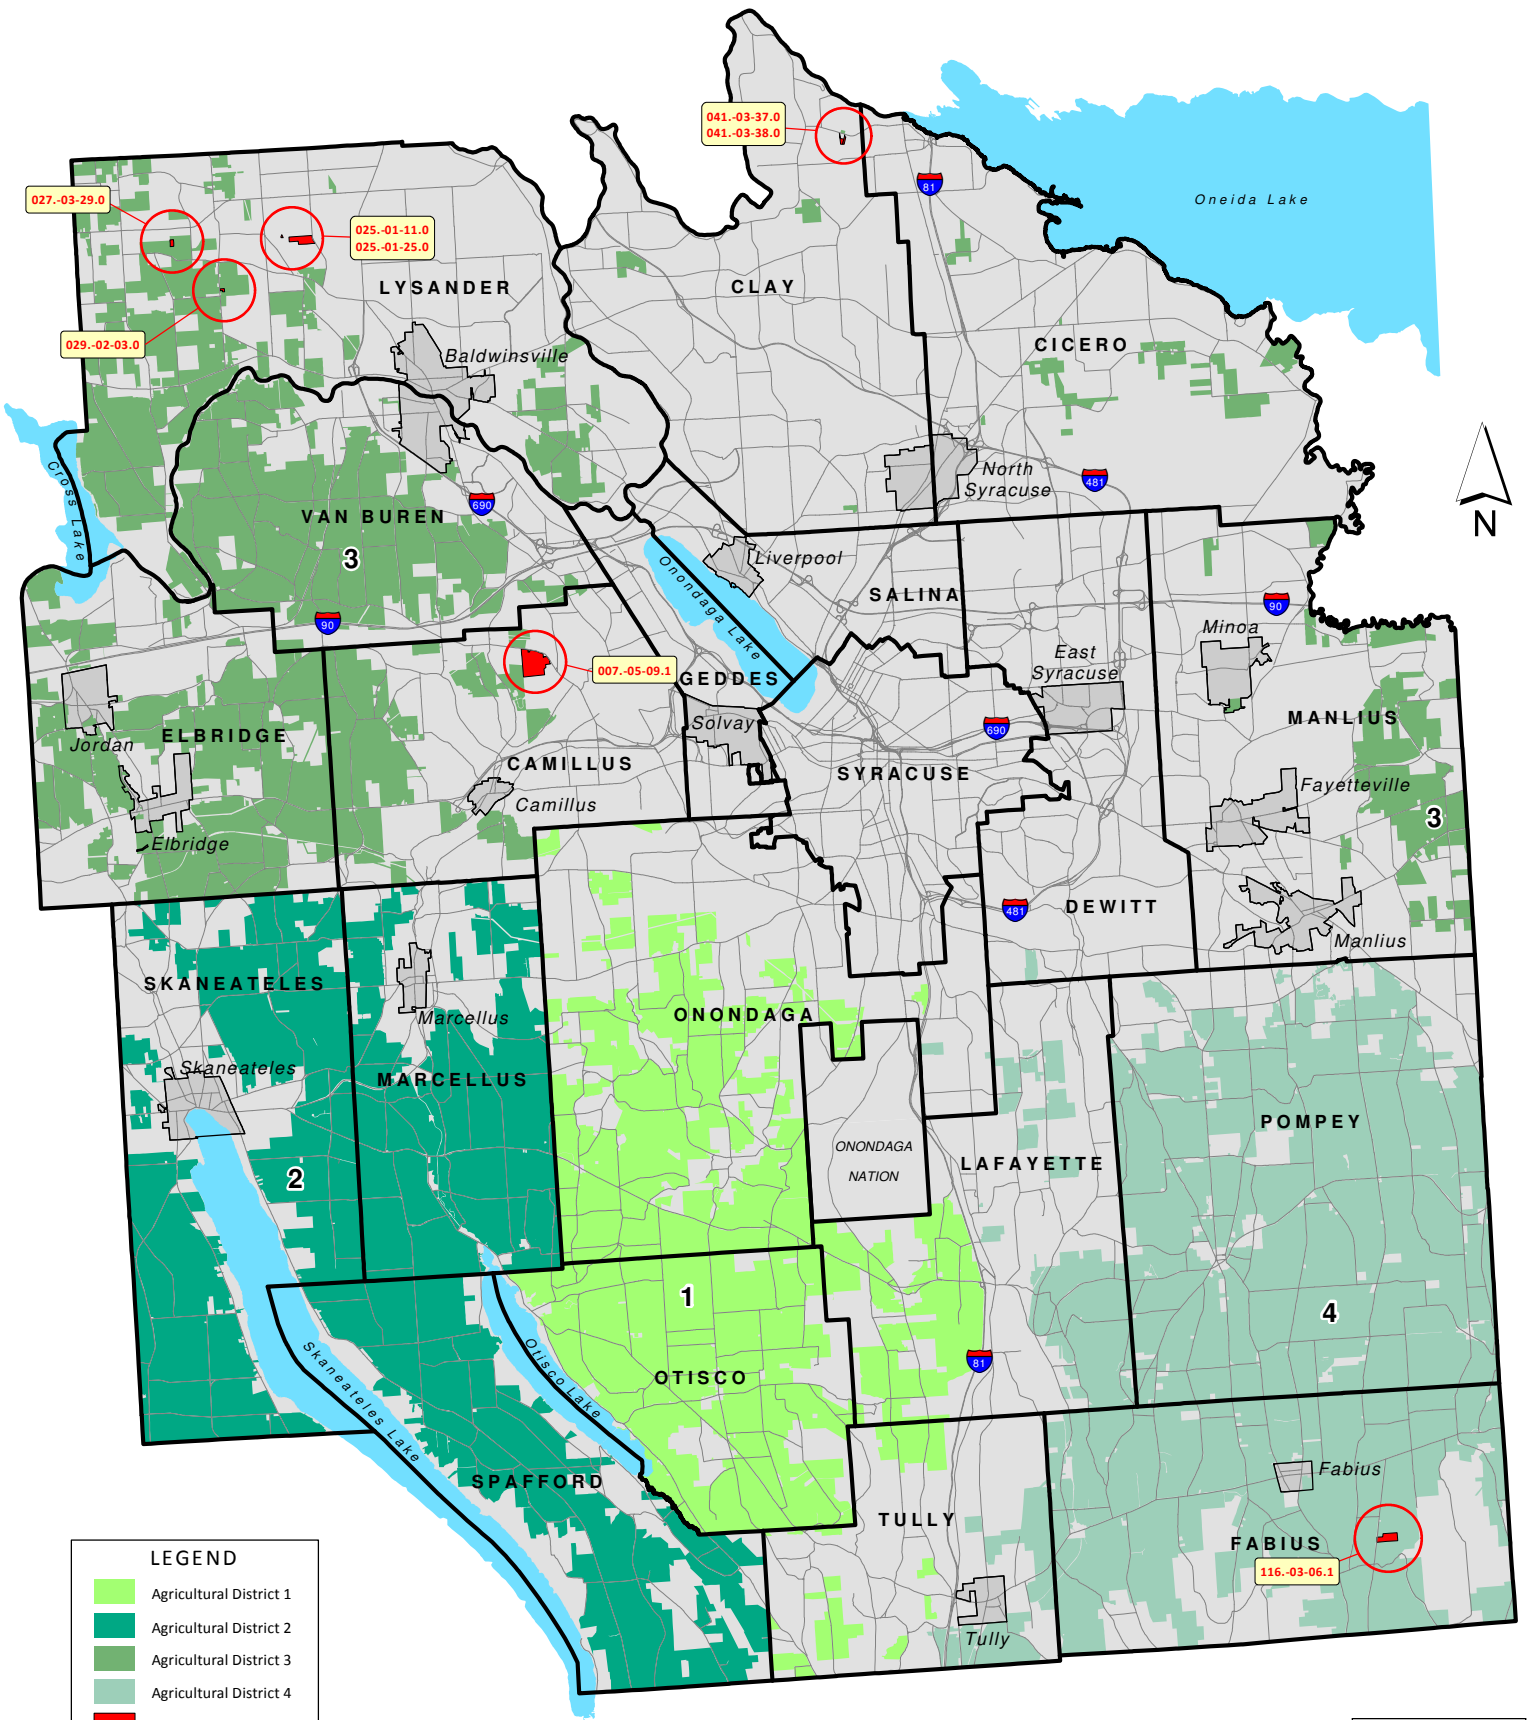 041.-03-37.0
041.-03-38.0
81
Oneida Lake
027.-03-29.0
025.-01-11.0
025.-01-25.0
LYSANDER
CLAY
029.-02-03.0
CICERO
Baldwinsville
Cross Lake
North
Syracuse
481
VAN BUREN
690
N
3
Liverpool
Onondaga Lake
SALINA
90
90
Minoa
East
Syracuse
007.-05-09.1
GEDDES
Solvay
690
MANLIUS
Jordan
ELBRIDGE
CAMILLUS
SYRACUSE
Camillus
Fayetteville
3
Elbridge
481
DEWITT
Manlius
SKANEATELES
ONONDAGA
Marcellus
Skaneateles
MARCELLUS
POMPEY
ONONDAGA
NATION
LAFAYETTE
2
1
4
Skaneateles Lake
Otisco Lake
OTISCO
81
SPAFFORD
Fabius
TULLY
FABIUS
116.-03-06.1
Tully
LEGEND
Agricultural District 1
Agricultural District 2
Agricultural District 3
Agricultural District 4